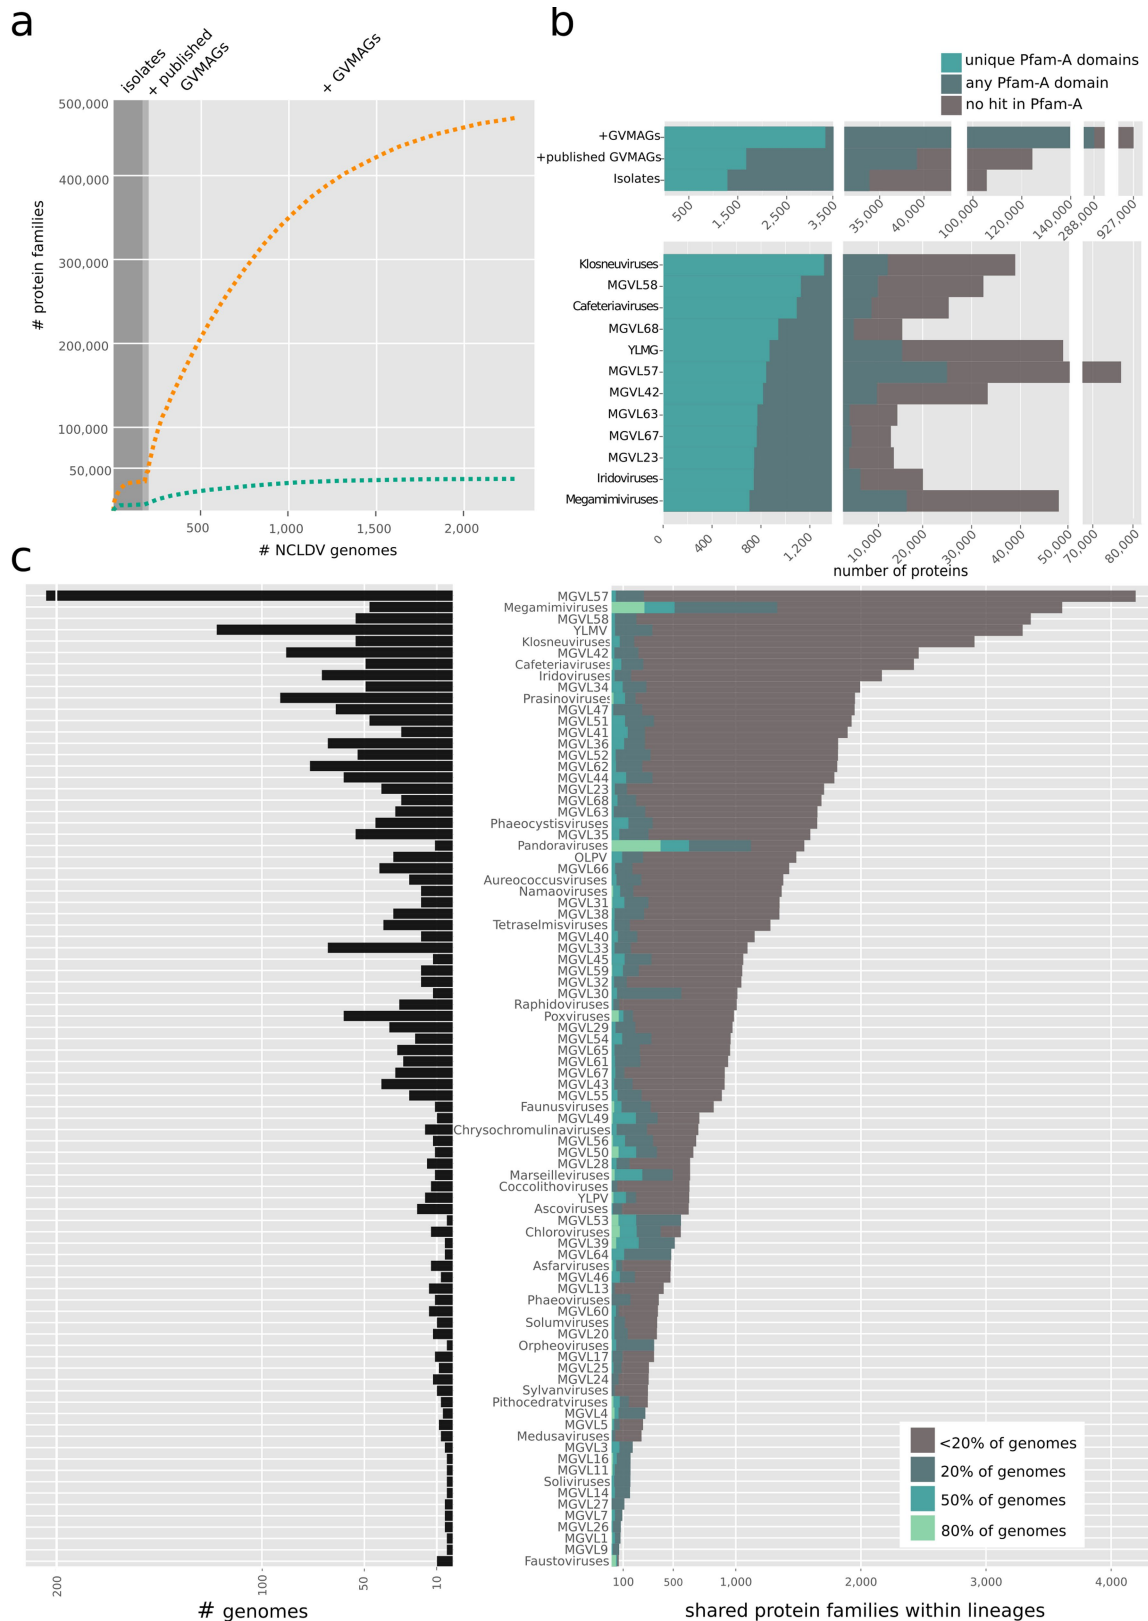 a
isolates
+ published
GVMAGs
+ GVMAGs
500,000
400,000
300,000
200,000
100,000
50,000
# protein families
500
1,000
1,500
2,000
# NCLDV genomes
b
unique Pfam-A domains
any Pfam-A domain
no hit in Pfam-A
+GVMAGs
+published GVMAGs
Isolates
500
1,500
3,500
35,000
40,000
100,000
120,000
140,000
288,000
927,000
Klosneuviruses
MGVL58
Cafeteriaviruses
MGVL68
YLMG
MGVL57
MGVL42
MGVL63
MGVL67
MGVL23
Iridoviruses
Megamimiviruses
0
400
800
1,200
10,000
20,000
30,000
40,000
50,000
70,000
80,000
number of proteins
c
MGVL57
Megamimiviruses
MGVL58
YLMV
Klosneuviruses
MGVL42
Cafeteriaviruses
Iridoviruses
MGVL34
Prasinoviruses
MGVL47
MGVL51
MGVL41
MGVL36
MGVL52
MGVL62
MGVL44
MGVL23
MGVL68
MGVL63
Phaeocystisviruses
MGVL35
Pandoraviruses
OLPV
MGVL66
Aureococcusviruses
Namaoviruses
MGVL31
MGVL38
Tetraselmisviruses
MGVL40
MGVL33
MGVL45
MGVL59
MGVL32
MGVL30
Raphidoviruses
Poxviruses
MGVL29
MGVL54
MGVL65
MGVL61
MGVL67
MGVL43
MGVL55
Faunusviruses
MGVL49
Chrysochromulinaviruses
MGVL56
MGVL50
MGVL28
Marseilleviruses
Coccolithoviruses
YLPV
Ascoviruses
MGVL53
Chloroviruses
MGVL39
MGVL64
Asfarviruses
MGVL46
MGVL13
Phaeoviruses
MGVL60
Solumviruses
MGVL20
Orpheoviruses
MGVL17
MGVL25
MGVL24
Sylvanviruses
Pithocedratviruses
MGVL4
MGVL5
Medusaviruses
MGVL3
MGVL16
MGVL11
Soliviruses
MGVL14
MGVL27
MGVL7
MGVL26
MGVL1
MGVL9
Faustoviruses
<20% of genomes
20% of genomes
50% of genomes
80% of genomes
200
100
50
10
# genomes
100
500
1,000
2,000
3,000
4,000
shared protein families within lineages